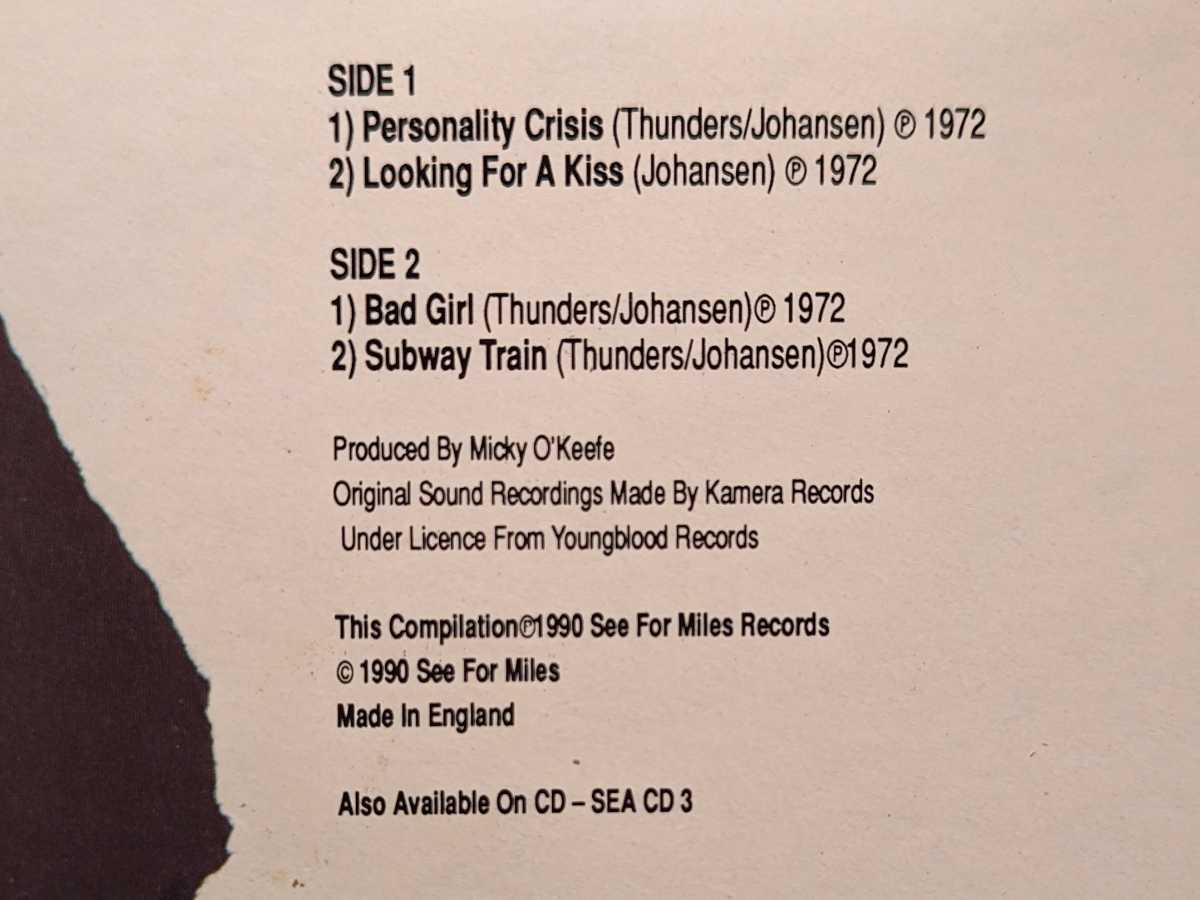 SIDE 1
1) Personality Crisis (Thunders/Johansen) ℗ 1972
2) Looking For A Kiss (Johansen) ℗ 1972
SIDE 2
1) Bad Girl (Thunders/Johansen)℗ 1972
2) Subway Train (Thunders/Johansen)℗1972
Produced By Micky O'Keefe
Original Sound Recordings Made By Kamera Records
Under Licence From Youngblood Records
This Compilation℗1990 See For Miles Records
© 1990 See For Miles
Made In England
Also Available On CD – SEA CD 3